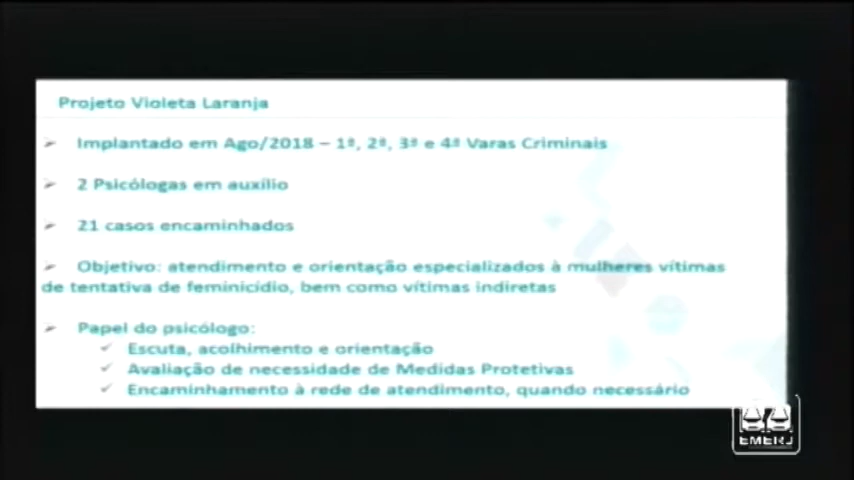 Projeto Violeta Laranja
➢ Implantado em Ago/2018 – 1ª, 2ª, 3ª e 4ª Varas Criminais
➢ 2 Psicólogas em auxílio
➢ 21 casos encaminhados
➢ Objetivo: atendimento e orientação especializados à mulheres vítimas
de tentativa de feminicídio, bem como vítimas indiretas
➢ Papel do psicólogo:
✓ Escuta, acolhimento e orientação
✓ Avaliação de necessidade de Medidas Protetivas
✓ Encaminhamento à rede de atendimento, quando necessário
EMERJ